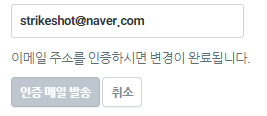 strikeshot@naver.com
이메일 주소를 인증하시면 변경이 완료됩니다.
인증 메일 발송 취소